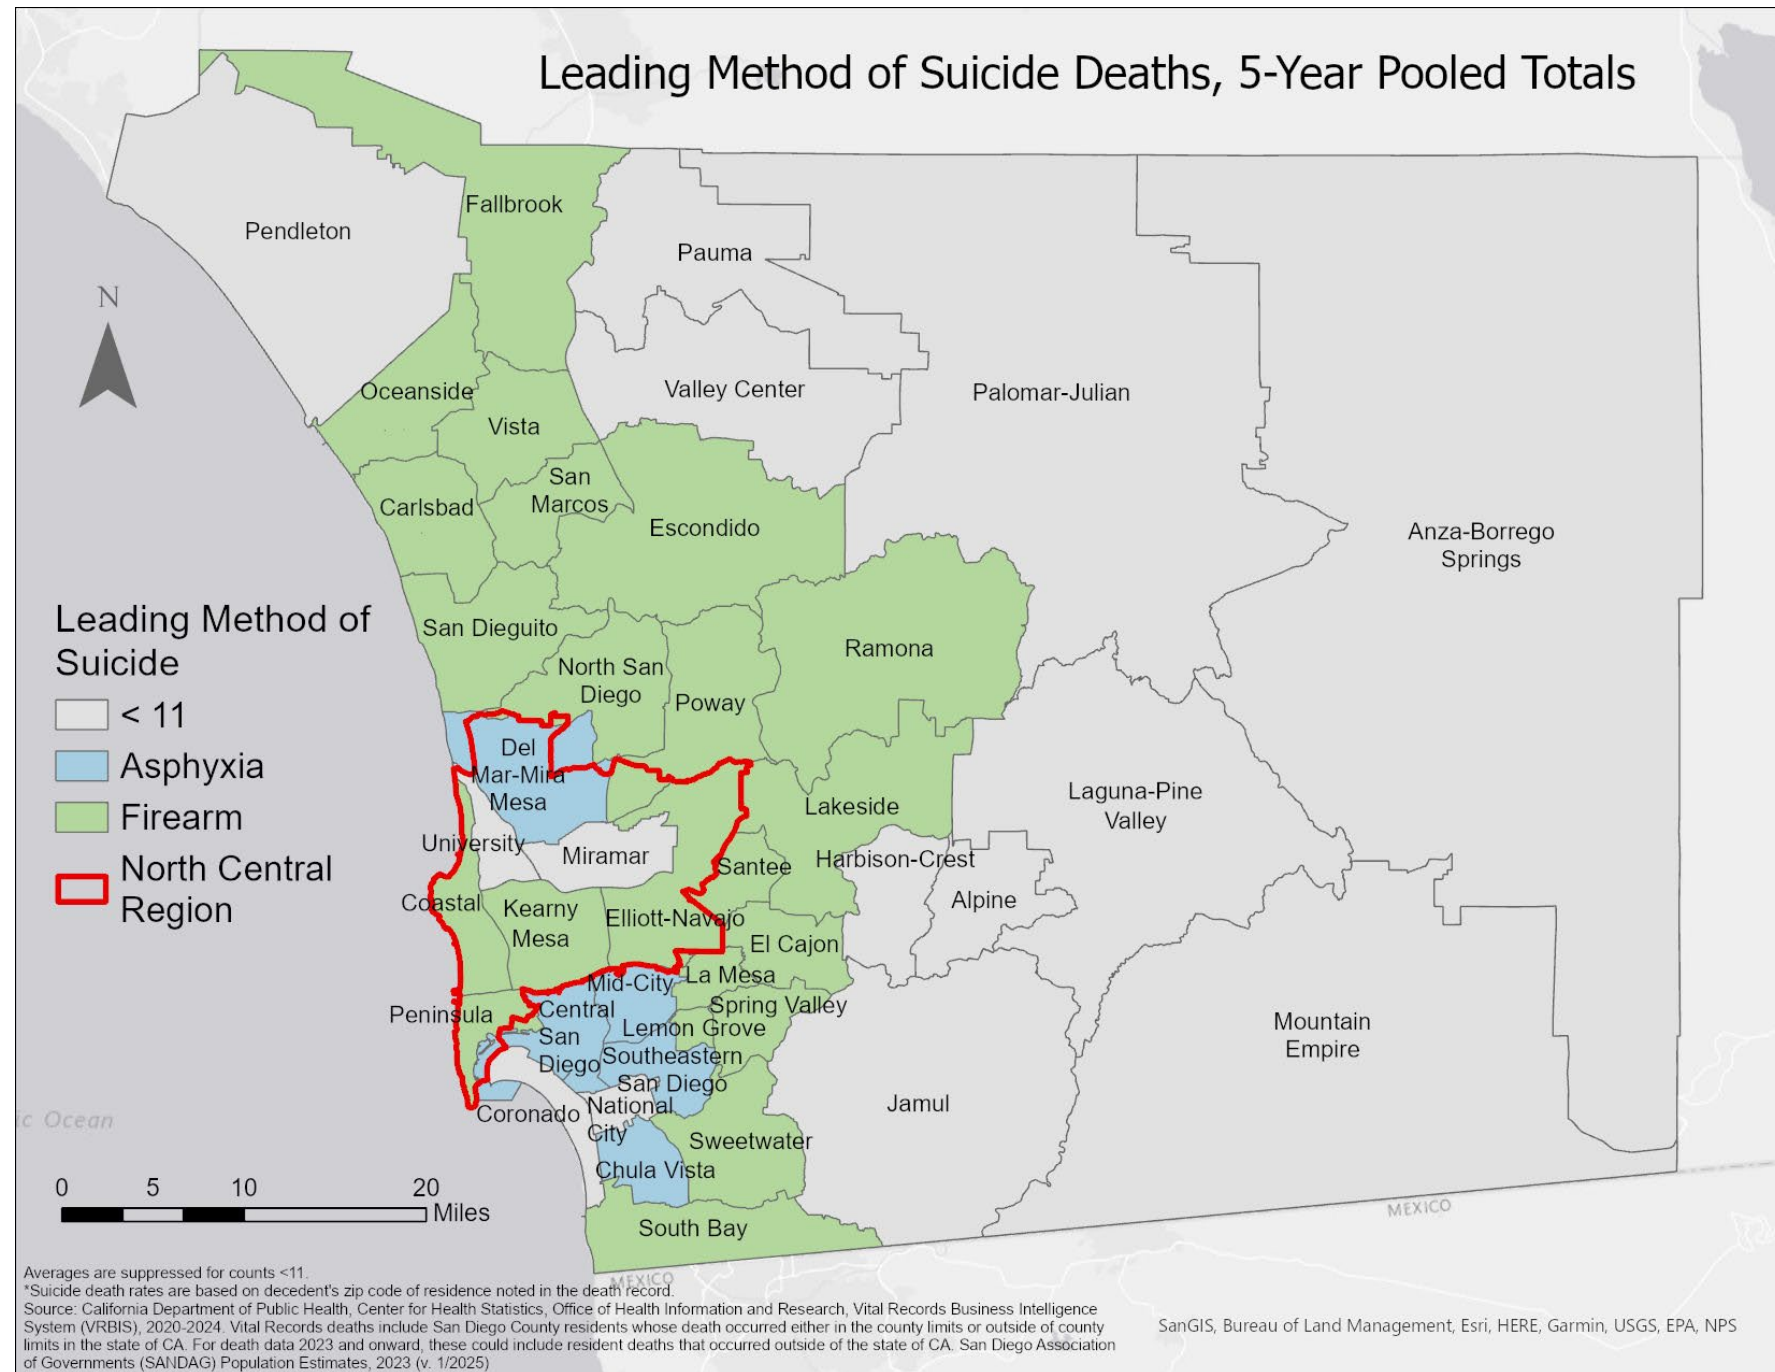 Leading Method of Suicide Deaths, 5-Year Pooled Totals
Fallbrook
Pendleton
Pauma
N
Oceanside
Valley Center
Palomar-Julian
Vista
San
Marcos
Carlsbad
Escondido
Anza-Borrego
Springs
San Dieguito
North San
Diego
Ramona
Poway
Leading Method of
Suicide
< 11
Asphyxia
Firearm
North Central
Region
Del
Mar-Mira
Mesa
Lakeside
Laguna-Pine
Valley
University
Miramar
Santee
Harbison-Crest
Coastal
Kearny
Mesa
Elliott-Navajo
Alpine
El Cajon
Mid-City
La Mesa
Peninsula
Central
San
Diego
Spring Valley
Lemon Grove
Southeastern
San Diego
Mountain
Empire
Coronado
National
City
Jamul
ic Ocean
Sweetwater
Chula Vista
South Bay
0 5 10 20
Miles
MEXICO
MEXICO
Averages are suppressed for counts <11.
*Suicide death rates are based on decedent's zip code of residence noted in the death record.
Source: California Department of Public Health, Center for Health Statistics, Office of Health Information and Research, Vital Records Business Intelligence
System (VRBIS), 2020-2024. Vital Records deaths include San Diego County residents whose death occurred either in the county limits or outside of county
limits in the state of CA. For death data 2023 and onward, these could include resident deaths that occurred outside of the state of CA. San Diego Association
of Governments (SANDAG) Population Estimates, 2023 (v. 1/2025)
SanGIS, Bureau of Land Management, Esri, HERE, Garmin, USGS, EPA, NPS